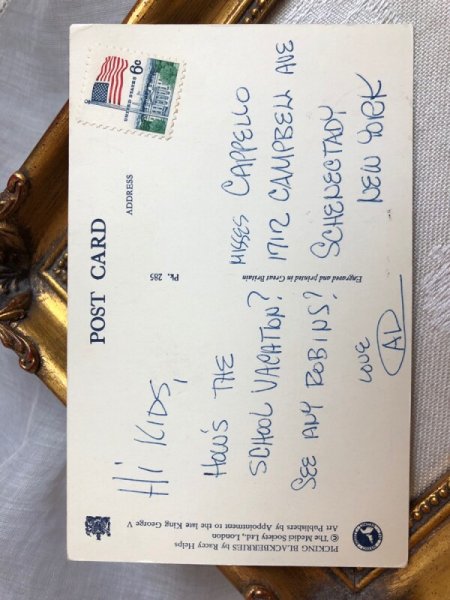 PICKING BLACKBERRIES by Racey Helps
© The Medici Society Ltd., London
Art Publishers by Appointment to the late King George V
POST CARD
ADDRESS
UNITED STATES 6c
Hi KIDS,
HOW'S THE
SCHOOL VACATION?
SEE ANY ROBINS?
LOVE
AD
Pk. 285
Engraved and printed in Great Britain
MISSES CAPPELLO
1712 CAMPBELL AVE
SCHENECTADY
NEW YORK